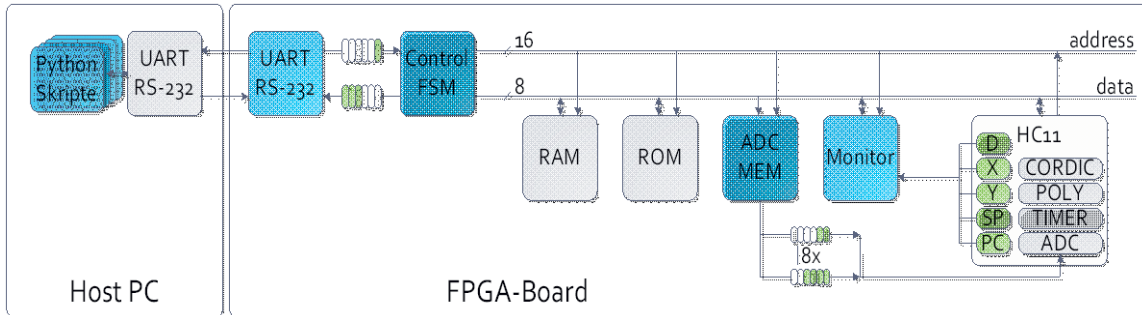 Python
Skripte
UART
RS-232
UART
RS-232
Control
FSM
16
address
8
data
RAM
ROM
ADC
MEM
Monitor
HC11
D
X
Y
SP
PC
CORDIC
POLY
TIMER
ADC
8x
Host PC
FPGA-Board